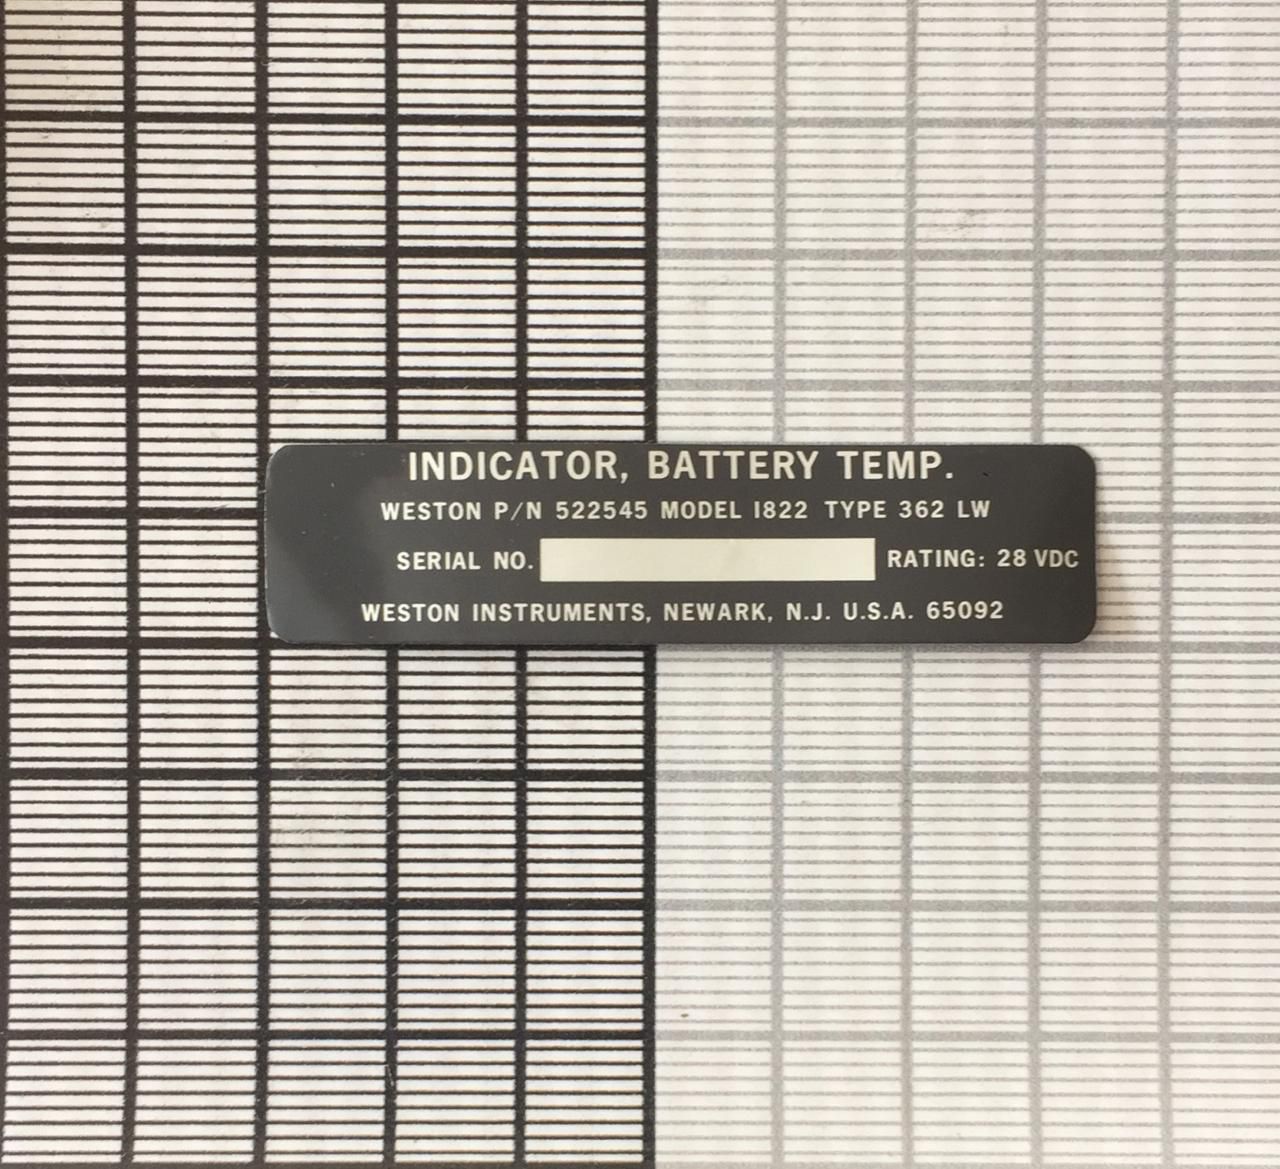 INDICATOR, BATTERY TEMP.
WESTON P/N 522545 MODEL 1822 TYPE 362 LW
SERIAL NO. RATING: 28 VDC
WESTON INSTRUMENTS, NEWARK, N.J. U.S.A. 65092